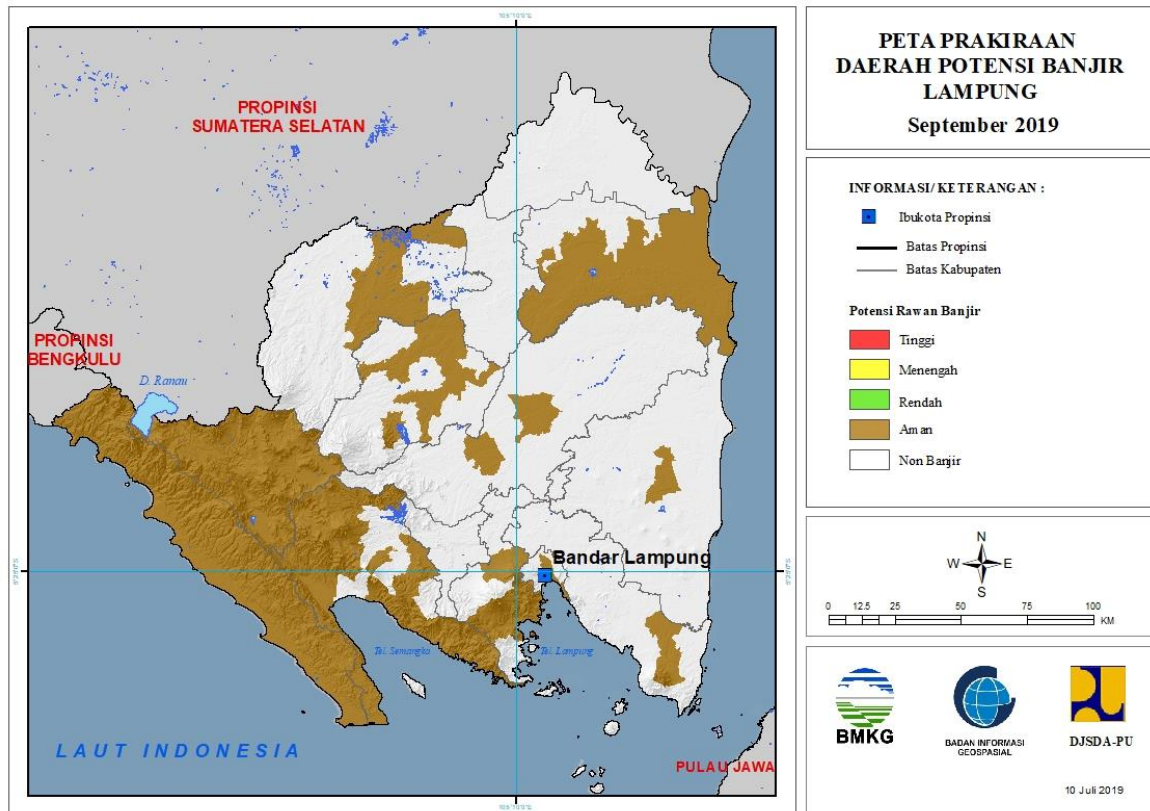 PROPINSI
SUMATERA SELATAN
PROPINSI
BENGKULU
D. Ranau
Bandar Lampung
Tel. Semangka
Tel. Lampung
LAUT INDONESIA
PULAU JAWA
PETA PRAKIRAAN
DAERAH POTENSI BANJIR
LAMPUNG
September 2019
INFORMASI/ KETERANGAN :
Ibukota Propinsi
Batas Propinsi
Batas Kabupaten
Potensi Rawan Banjir
Tinggi
Menengah
Rendah
Aman
Non Banjir
N
W E
S
0 12.5 25 50 75 100
KM
BMKG
BADAN INFORMASI
GEOSPASIAL
DJSDA-PU
10 Juli 2019